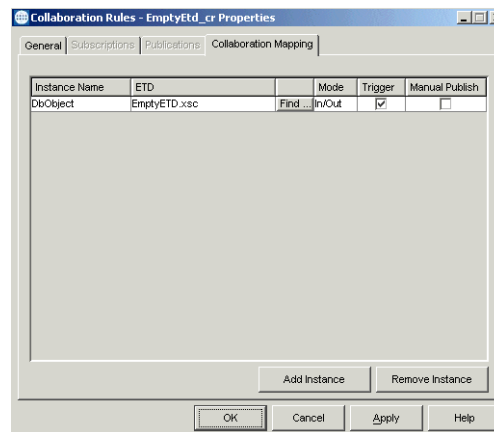 Collaboration Rules - EmptyEtd_cr Properties
General Subscriptions Publications Collaboration Mapping
Instance Name ETD Mode Trigger Manual Publish
DbObject EmptyETD.xsc Find ... In/Out
Add Instance Remove Instance
OK Cancel Apply Help